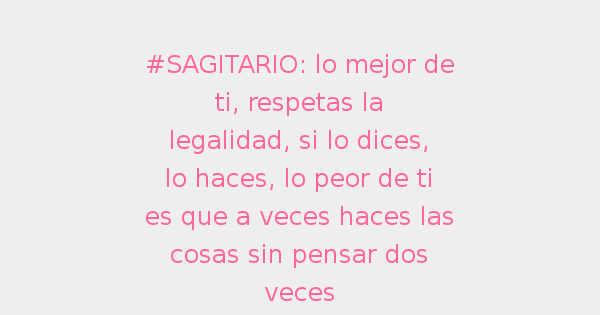 #SAGITARIO: lo mejor de
ti, respetas la
legalidad, si lo dices,
lo haces, lo peor de ti
es que a veces haces las
cosas sin pensar dos
veces